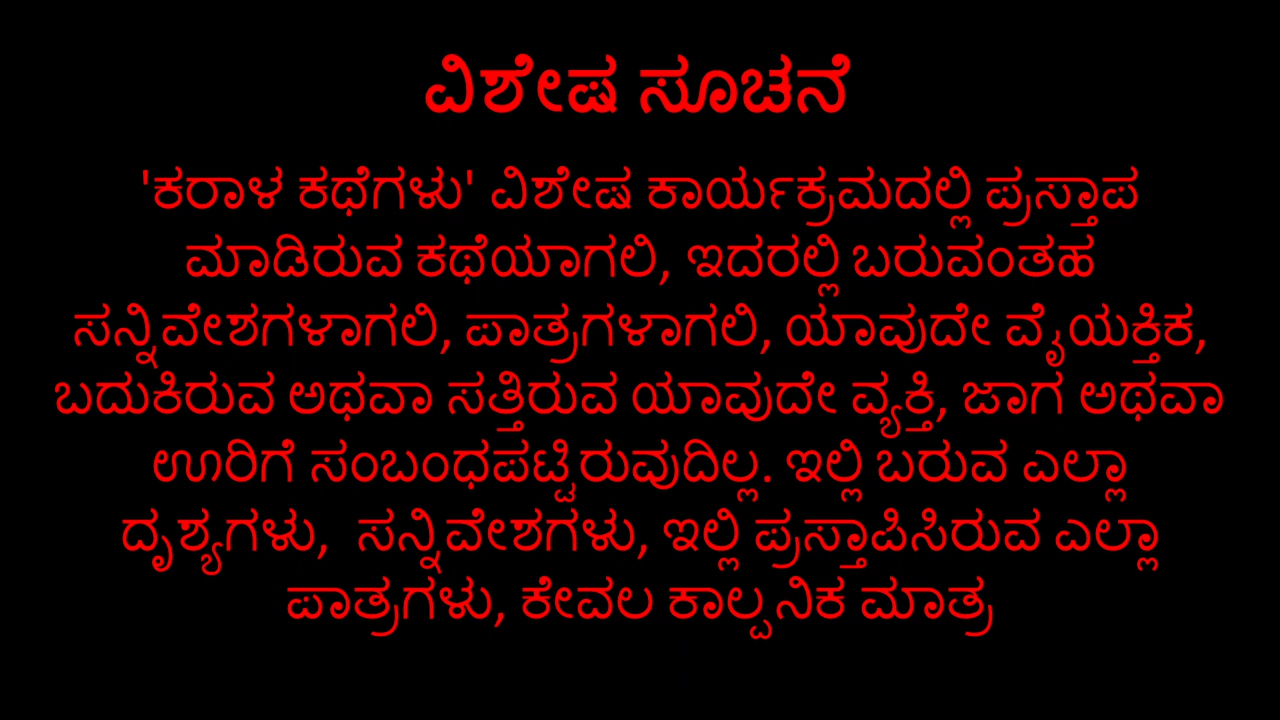 ವಿಶೇಷ ಸೂಚನೆ
'ಕರಾಳ ಕಥೆಗಳು' ವಿಶೇಷ ಕಾರ್ಯಕ್ರಮದಲ್ಲಿ ಪ್ರಸ್ತಾಪ
ಮಾಡಿರುವ ಕಥೆಯಾಗಲಿ, ಇದರಲ್ಲಿ ಬರುವಂತಹ
ಸನ್ನಿವೇಶಗಳಾಗಲಿ, ಪಾತ್ರಗಳಾಗಲಿ, ಯಾವುದೇ ವೈಯಕ್ತಿಕ,
ಬದುಕಿರುವ ಅಥವಾ ಸತ್ತಿರುವ ಯಾವುದೇ ವ್ಯಕ್ತಿ, ಜಾಗ ಅಥವಾ
ಊರಿಗೆ ಸಂಬಂಧಪಟ್ಟಿರುವುದಿಲ್ಲ. ಇಲ್ಲಿ ಬರುವ ಎಲ್ಲಾ
ದೃಶ್ಯಗಳು, ಸನ್ನಿವೇಶಗಳು, ಇಲ್ಲಿ ಪ್ರಸ್ತಾಪಿಸಿರುವ ಎಲ್ಲಾ
ಪಾತ್ರಗಳು, ಕೇವಲ ಕಾಲ್ಪನಿಕ ಮಾತ್ರ